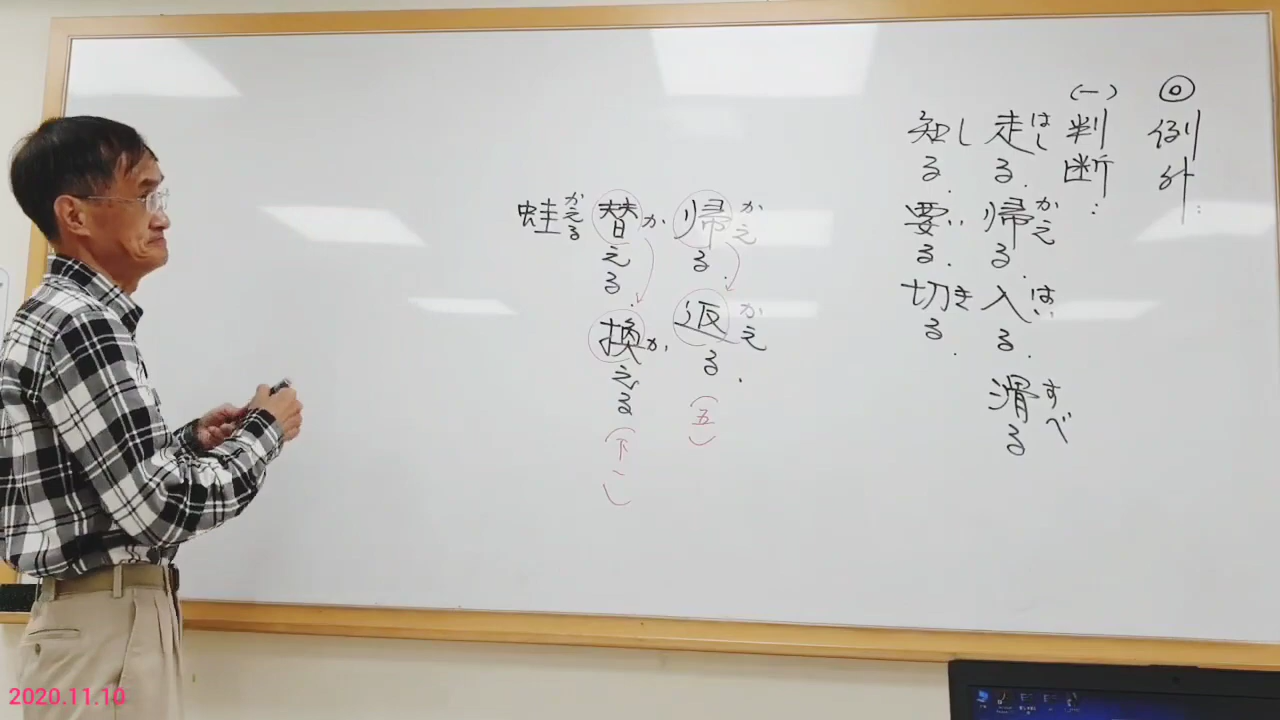 ◎例外:
(一)判断:
走る.帰る.入る.滑る
はし かえ はい すべ
知る.要る.切る.
し い き
帰る.返る.
かえ かえ
(五)
替える.換える
か か
(下一)
蛙
かえる
2020.11.10